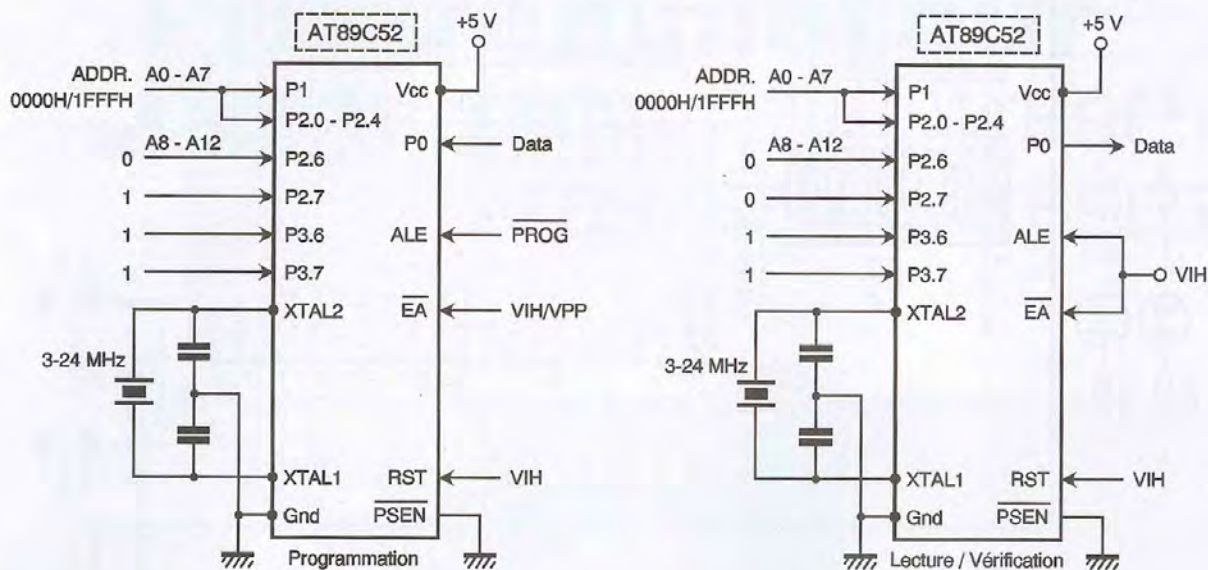 AT89C52
+5 V
ADDR.
0000H/1FFFH
A0 - A7
P1
Vcc
P2.0 - P2.4
P0
Data
0
A8 - A12
P2.6
1
P2.7
1
P3.6
ALE
PROG
1
P3.7
XTAL2
EA
VIH/VPP
3-24 MHz
XTAL1
RST
VIH
Gnd
PSEN
Programmation
AT89C52
+5 V
ADDR.
0000H/1FFFH
A0 - A7
P1
Vcc
P2.0 - P2.4
P0
Data
0
A8 - A12
P2.6
0
P2.7
1
P3.6
ALE
1
P3.7
VIH
XTAL2
EA
3-24 MHz
XTAL1
RST
VIH
Gnd
PSEN
Lecture / Vérification